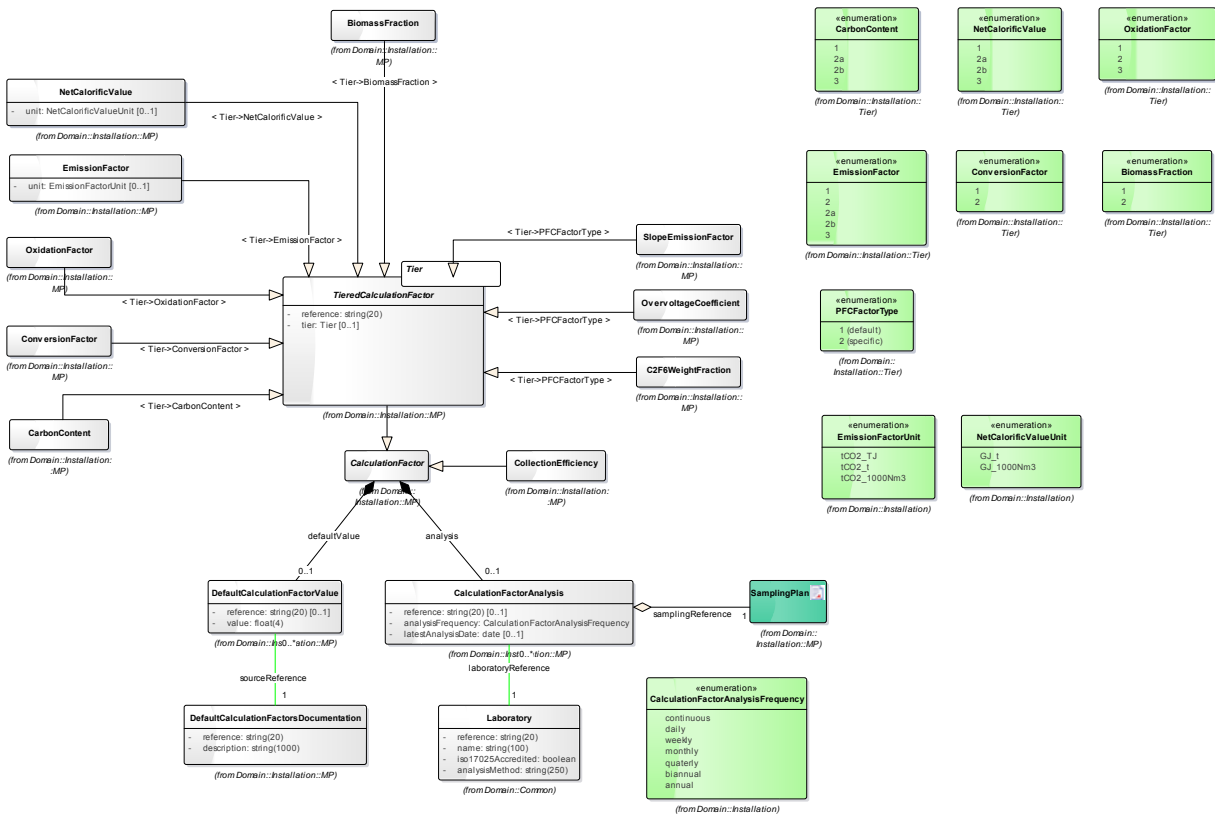 BiomassFraction
(from Domain::Installation::
MP)
< Tier->BiomassFraction >
NetCalorificValue
- unit: NetCalorificValueUnit [0..1]
(from Domain::Installation::MP)
< Tier->NetCalorificValue >
EmissionFactor
- unit: EmissionFactorUnit [0..1]
(from Domain::Installation::MP)
< Tier->EmissionFactor >
OxidationFactor
(from Domain::Installation::
MP)
< Tier->OxidationFactor >
ConversionFactor
(from Domain::Installation::
MP)
< Tier->ConversionFactor >
CarbonContent
(from Domain::Installation:
:MP)
< Tier->CarbonContent >
Tier
TieredCalculationFactor
- reference: string(20)
- tier: Tier [0..1]
(from Domain::Installation::MP)
SlopeEmissionFactor
(from Domain::Installation::
MP)
< Tier->PFCFactorType >
OvervoltageCoefficient
(from Domain::Installation::
MP)
< Tier->PFCFactorType >
C2F6WeightFraction
(from Domain::Installation::
MP)
< Tier->PFCFactorType >
CalculationFactor
(from Domain::
Installation::MP)
CollectionEfficiency
(from Domain::Installation:
:MP)
defaultValue
0..1
analysis
0..1
DefaultCalculationFactorValue
- reference: string(20) [0..1]
- value: float(4)
(from Domain::Inst0..*ation::MP)
sourceReference
1
DefaultCalculationFactorsDocumentation
- reference: string(20)
- description: string(1000)
(from Domain::Installation::MP)
CalculationFactorAnalysis
- reference: string(20) [0..1]
- analysisFrequency: CalculationFactorAnalysisFrequency
- latestAnalysisDate: date [0..1]
(from Domain::Inst0..*tion::MP)
laboratoryReference
1
Laboratory
- reference: string(20)
- name: string(100)
- iso17025Accredited: boolean
- analysisMethod: string(250)
(from Domain::Common)
samplingReference
1
SamplingPlan
(from Domain::
Installation::MP)
«enumeration»
CalculationFactorAnalysisFrequency
continuous
daily
weekly
monthly
quaterly
biannual
annual
(from Domain::Installation)
«enumeration»
CarbonContent
1
2a
2b
3
(from Domain::Installation::
Tier)
«enumeration»
NetCalorificValue
1
2a
2b
3
(from Domain::Installation::
Tier)
«enumeration»
OxidationFactor
1
2
3
(from Domain::Installation::
Tier)
«enumeration»
EmissionFactor
1
2
2a
2b
3
(from Domain::Installation::Tier)
«enumeration»
ConversionFactor
1
2
(from Domain::Installation::
Tier)
«enumeration»
BiomassFraction
1
2
(from Domain::Installation::
Tier)
«enumeration»
PFCFactorType
1 (default)
2 (specific)
(from Domain::
Installation::Tier)
«enumeration»
EmissionFactorUnit
tCO2_TJ
tCO2_t
tCO2_1000Nm3
(from Domain::Installation)
«enumeration»
NetCalorificValueUnit
GJ_t
GJ_1000Nm3
(from Domain::Installation)